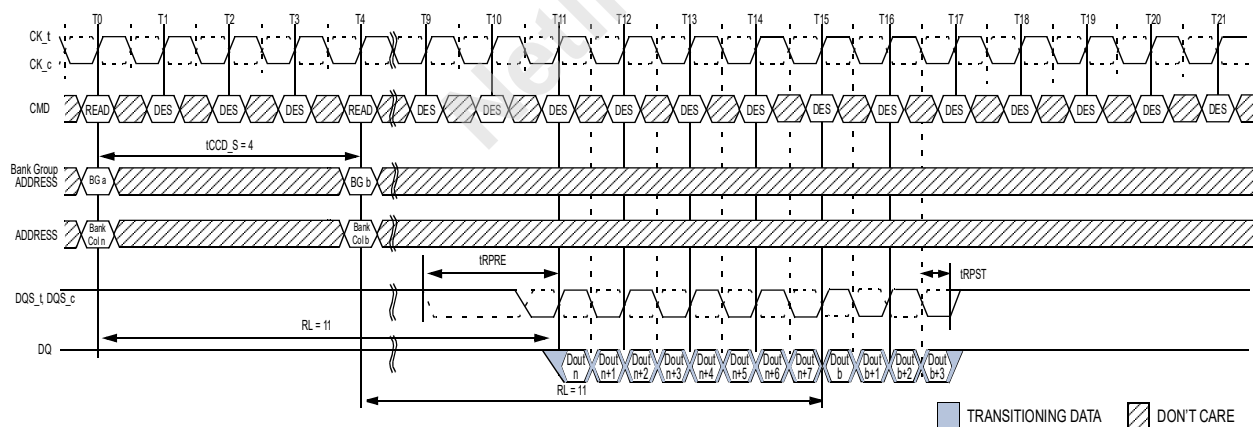 T0 T1 T2 T3 T4 T9 T10 T11 T12 T13 T14 T15 T16 T17 T18 T19 T20 T21
CK_t
CK_c
CMD READ DES DES DES READ DES DES DES DES DES DES DES DES DES DES DES DES DES
tCCD_S = 4
Bank Group
ADDRESS BG a BG b
ADDRESS Bank Col n Bank Col b
tRPRE tRPST
DQS_t, DQS_c
RL = 11
DQ Dout n Dout n+1 Dout n+2 Dout n+3 Dout n+4 Dout n+5 Dout n+6 Dout n+7 Dout b Dout b+1 Dout b+2 Dout b+3
RL = 11
TRANSITIONING DATA DON'T CARE